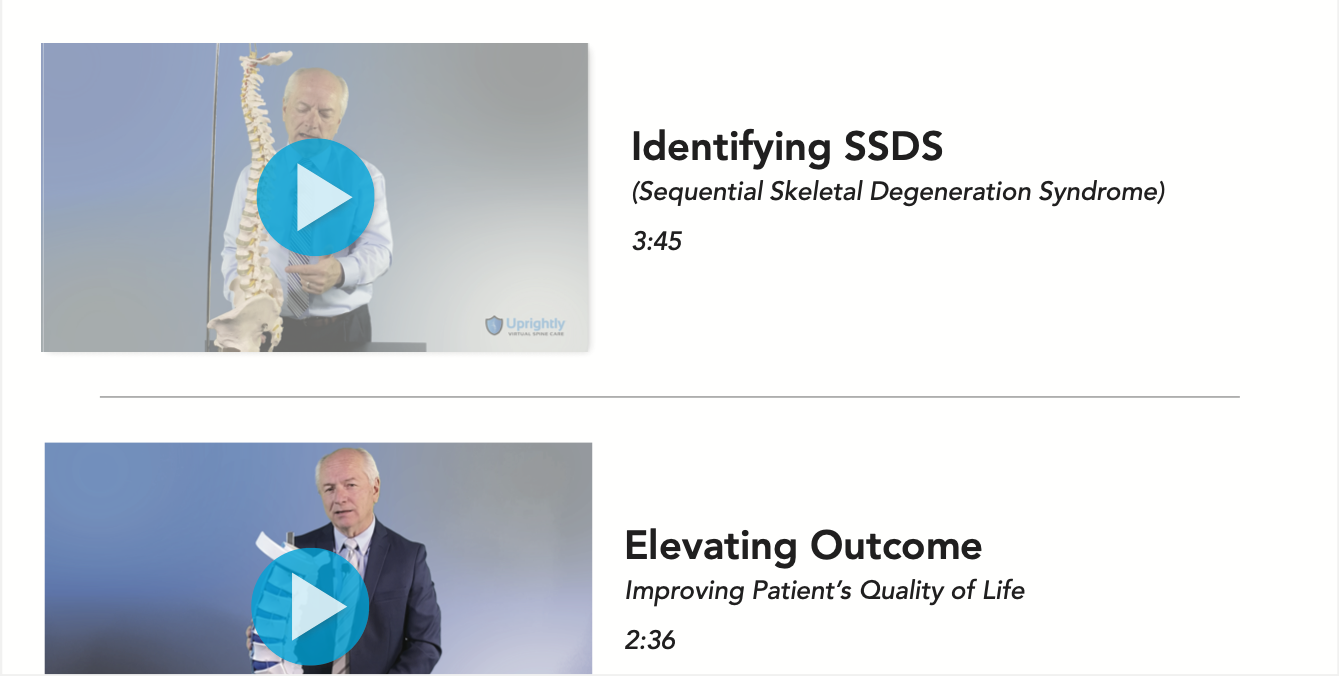 Identifying SSDS
(Sequential Skeletal Degeneration Syndrome)
3:45
Uprightly
VIRTUAL SPINE CARE
Elevating Outcome
Improving Patient’s Quality of Life
2:36